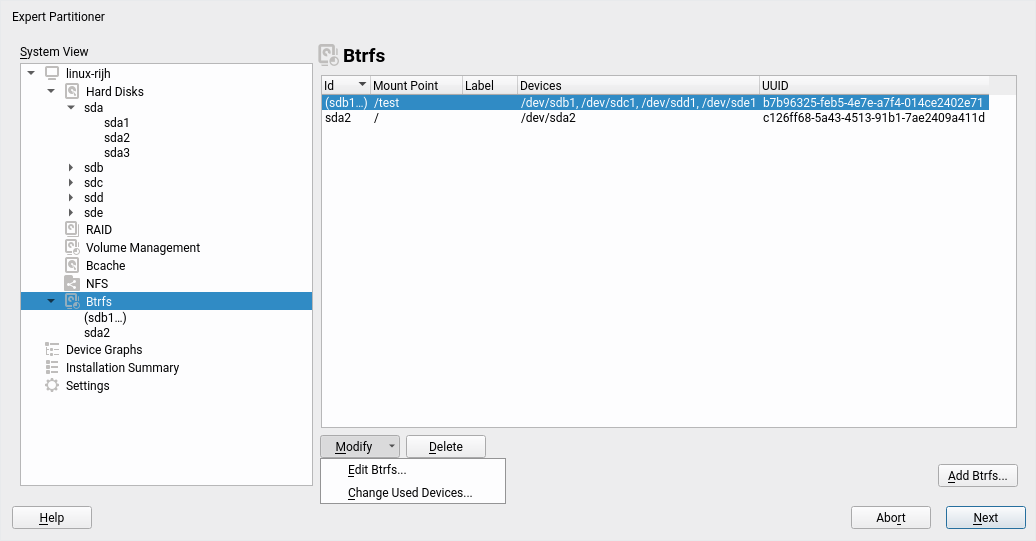 Expert Partitioner
System View
linux-rijh
Hard Disks
sda
sda1
sda2
sda3
sdb
sdc
sdd
sde
RAID
Volume Management
Bcache
NFS
Btrfs
(sdb1...)
sda2
Device Graphs
Installation Summary
Settings
Btrfs
Id Mount Point Label Devices UUID
(sdb1...) /test /dev/sdb1, /dev/sdc1, /dev/sdd1, /dev/sde1 b7b96325-feb5-4e7e-a7f4-014ce2402e71
sda2 / /dev/sda2 c126ff68-5a43-4513-91b1-7ae2409a411d
Modify Delete
Edit Btrfs...
Change Used Devices...
Add Btrfs...
Help Abort Next